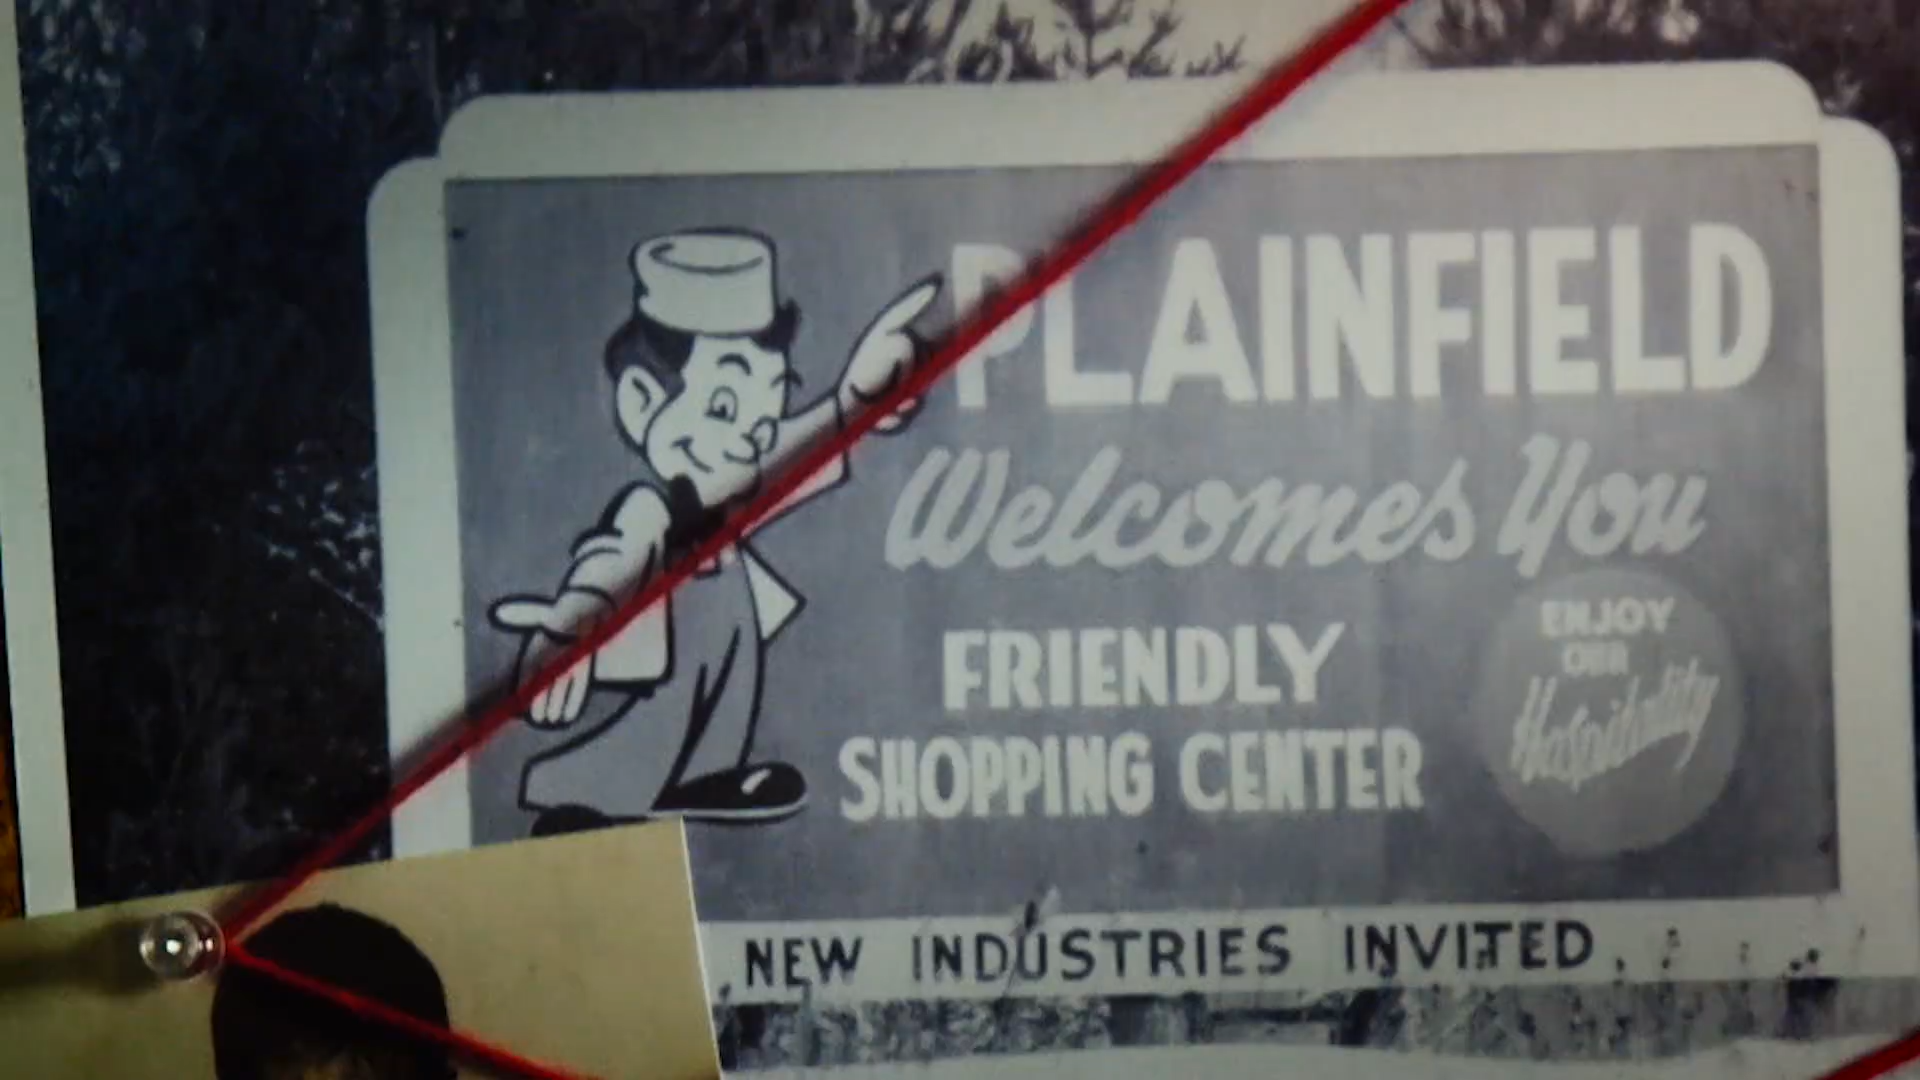 PLAINFIELD
Welcomes You
FRIENDLY
SHOPPING CENTER
ENJOY
OUR
Hospitality
NEW INDUSTRIES INVITED